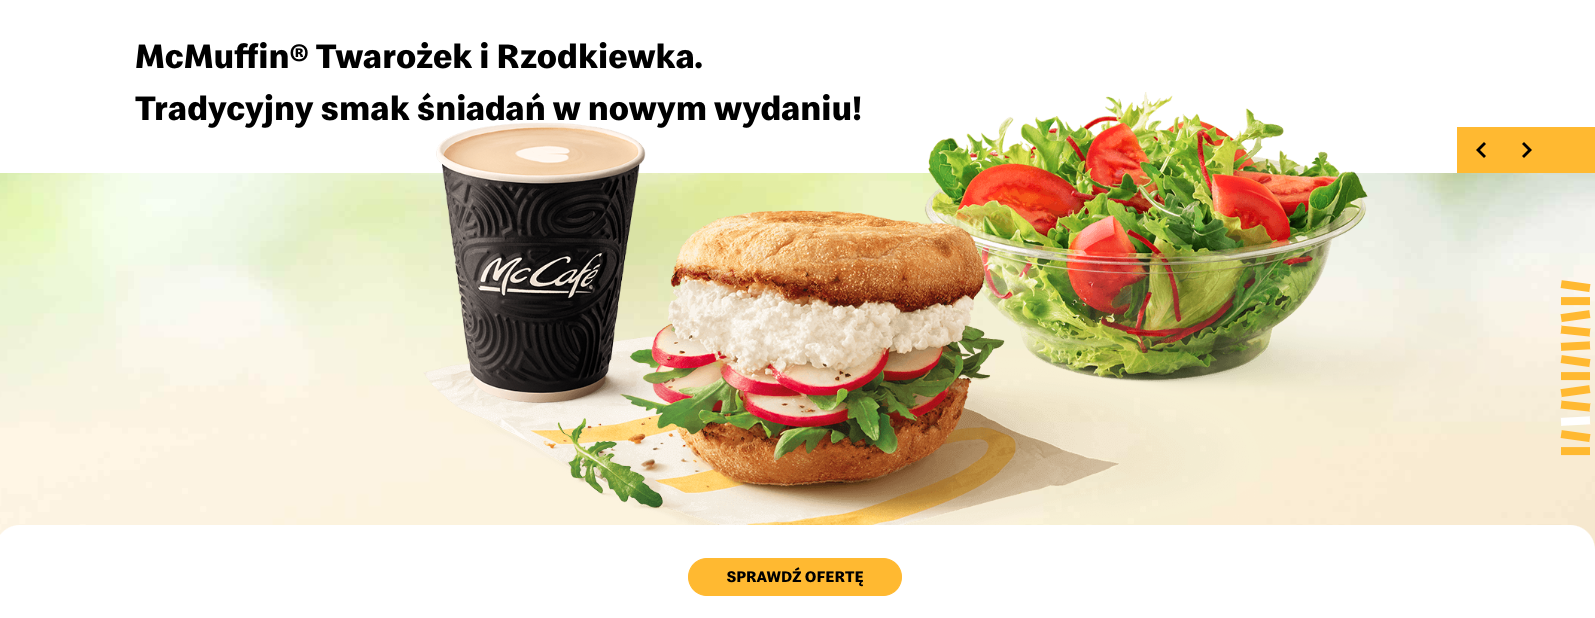 McMuffin® Twarożek i Rzodkiewka.
Tradycyjny smak śniadań w nowym wydaniu!
McCafé®
SPRAWDŹ OFERTĘ